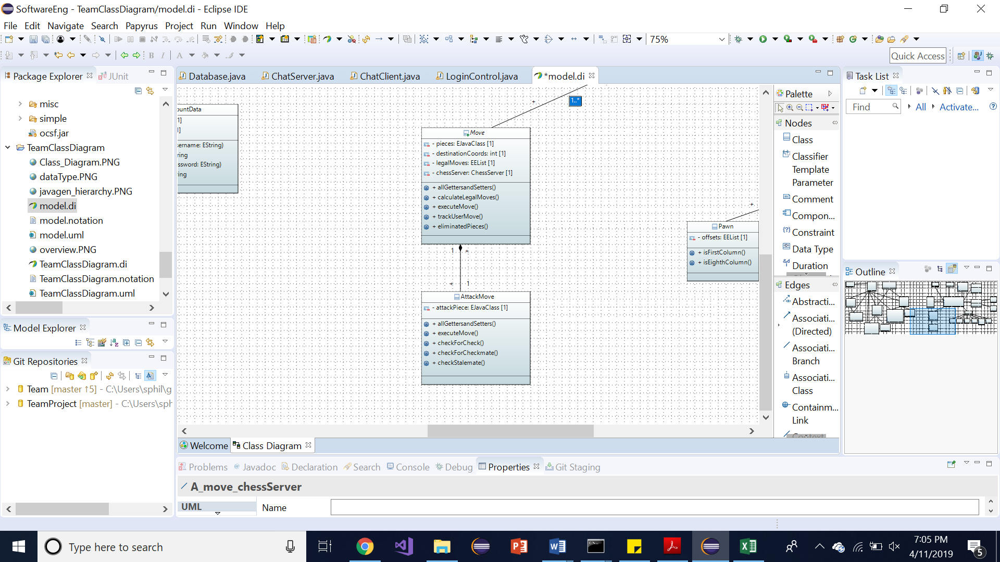 SoftwareEng - TeamClassDiagram/model.di - Eclipse IDE
File Edit Navigate Search Papyrus Project Run Window Help
75%
Quick Access
Package Explorer
JUnit
misc
simple
ocsf.jar
TeamClassDiagram
Class_Diagram.PNG
dataType.PNG
javagen_hierarchy.PNG
model.di
model.notation
model.uml
overview.PNG
TeamClassDiagram.di
TeamClassDiagram.notation
TeamClassDiagram.uml
Model Explorer
Git Repositories
Team [master ↑5] - C:\Users\sphil\g
TeamProject [master] - C:\Users\sph
Database.java
ChatServer.java
ChatClient.java
LoginControl.java
*model.di
ountData
1]
]
sername: EString)
ring
ssword: EString)
ring
+
1..*
Move
- pieces: EJavaClass [1]
- destinationCoords: int [1]
- legalMoves: EEList [1]
- chessServer: ChessServer [1]
+ allGettersandSetters()
+ calculateLegalMoves()
+ executeMove()
+ trackUserMove()
+ eliminatedPieces()
1 +
+ 1
AttackMove
- attackPiece: EJavaClass [1]
+ allGettersandSetters()
+ executeMove()
+ checkForCheck()
+ checkForCheckmate()
+ checkStalemate()
+
Pawn
- offsets: EEList [1]
+ isFirstColumn()
+ isEighthColumn()
Palette
Nodes
Class
Classifier
Template
Parameter
Comment
Compon...
Constraint
Data Type
Duration
Edges
Abstracti...
Associati...
(Directed)
Associati...
Branch
Associati...
Class
Containm...
Link
Context
Welcome
Class Diagram
Task List
Find
All
Activate...
Outline
Problems
Javadoc
Declaration
Search
Console
Debug
Properties
Git Staging
A_move_chessServer
UML
Name
Type here to search
7:05 PM
4/11/2019
5